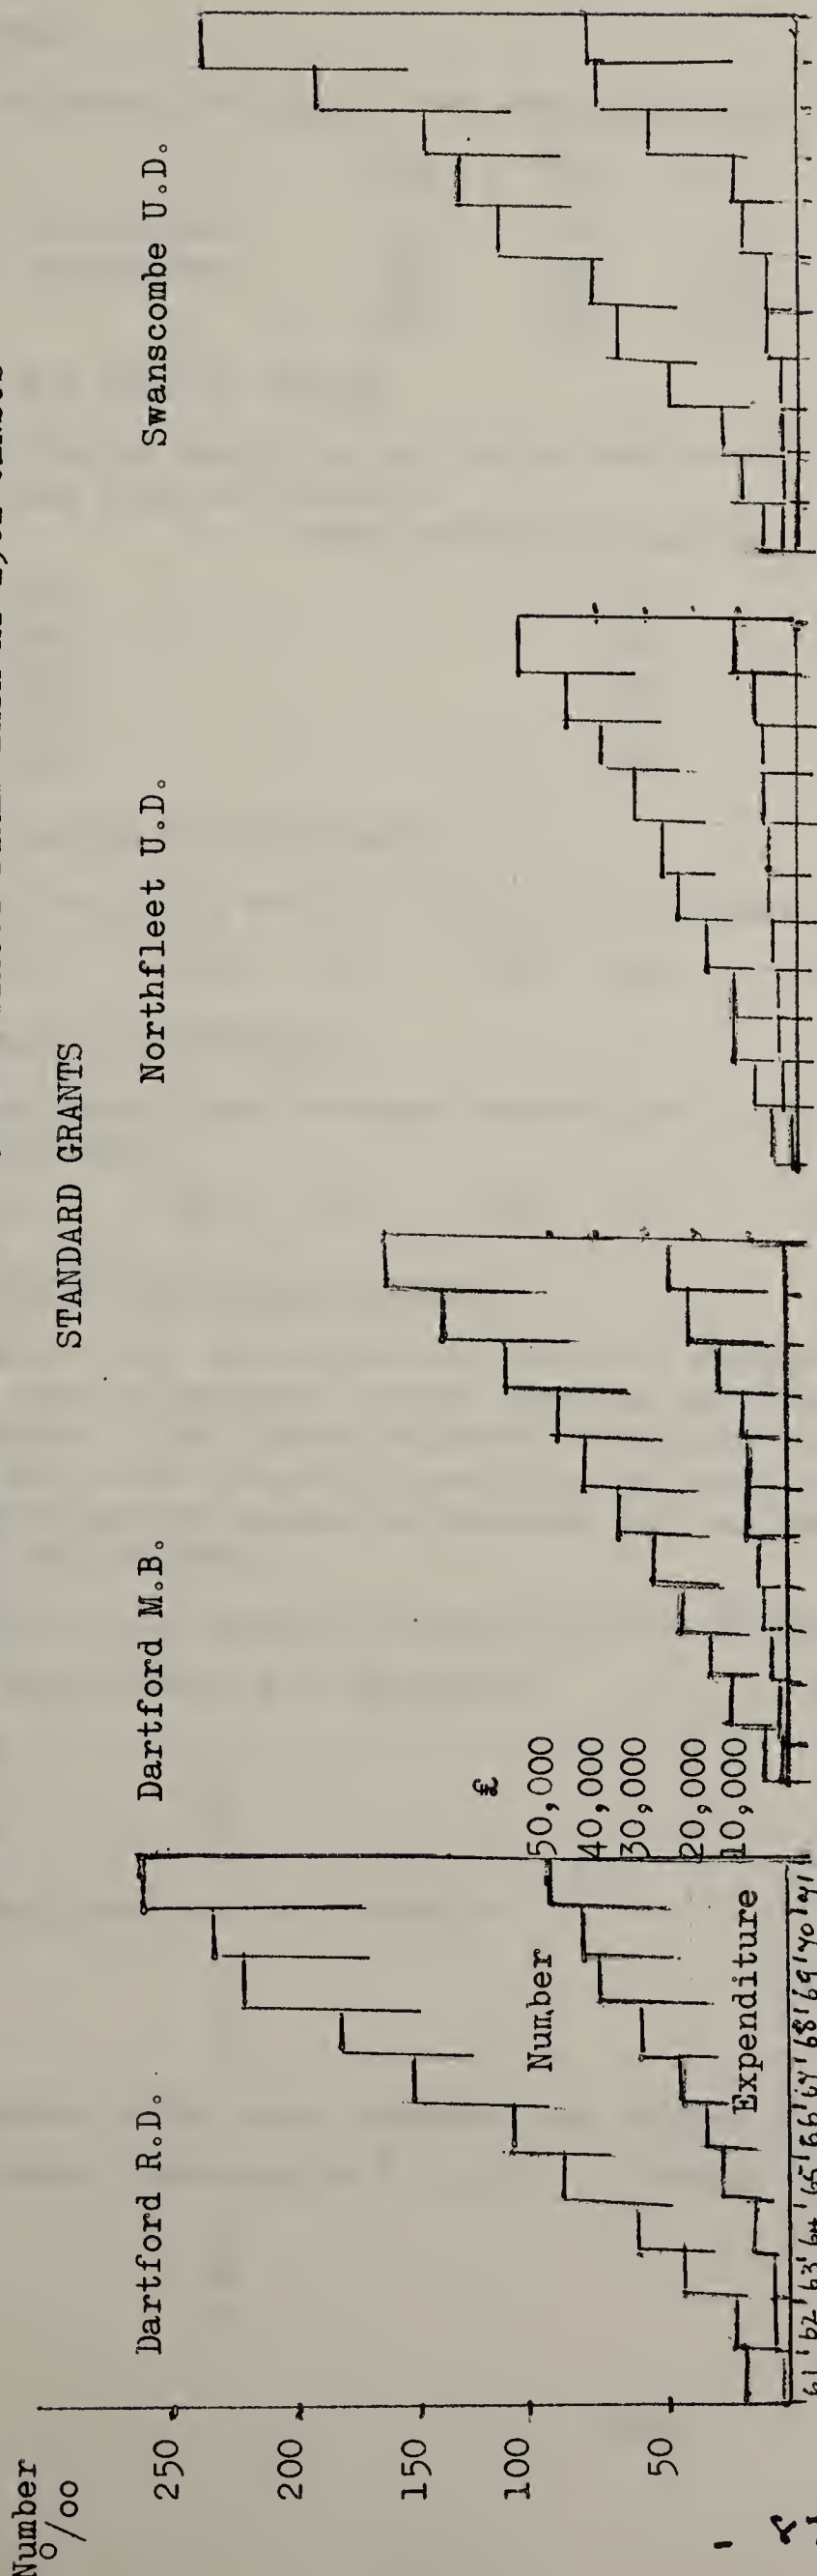 STANDARD GRANTS
Number
o/oo
Dartford R.D.
Dartford M.B.
Northfleet U.D.
Swanscombe U.D.
250
200
150
100
50
£
50,000
40,000
30,000
20,000
10,000
Number
Expenditure
61 '62 '63 '64 '65 '66 '67 '68 '69 '70 '71